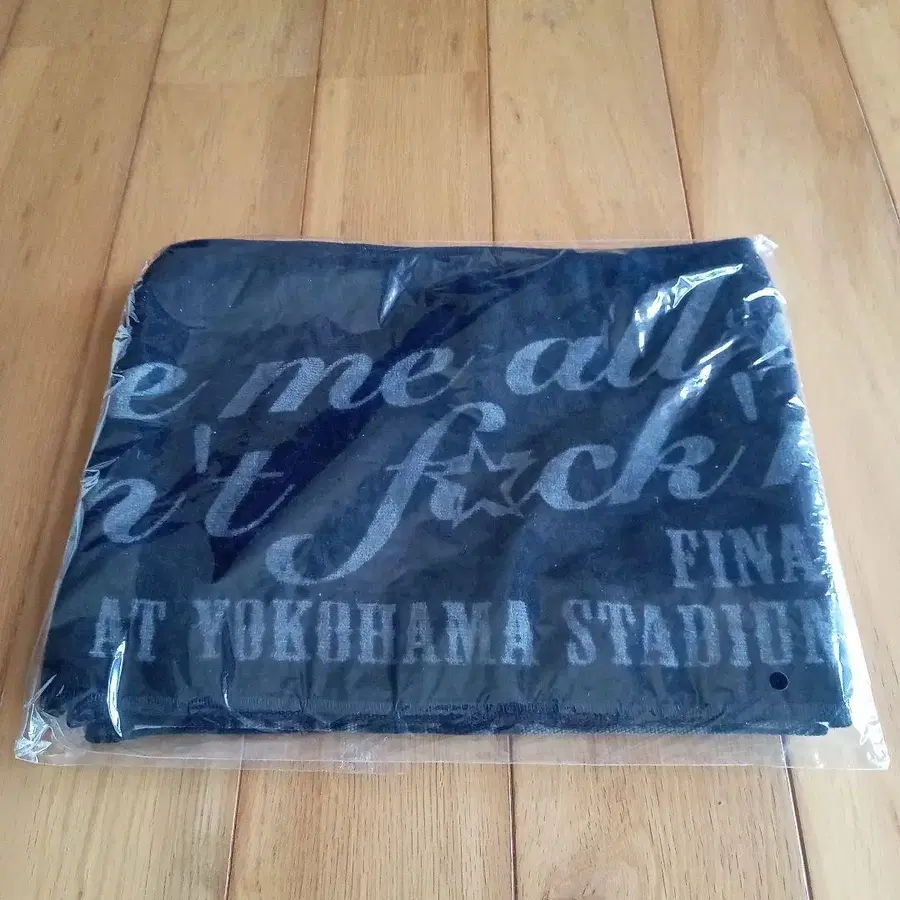 e me all
n't f☆ck'
FINA
AT YOKOHAMA STADIUM